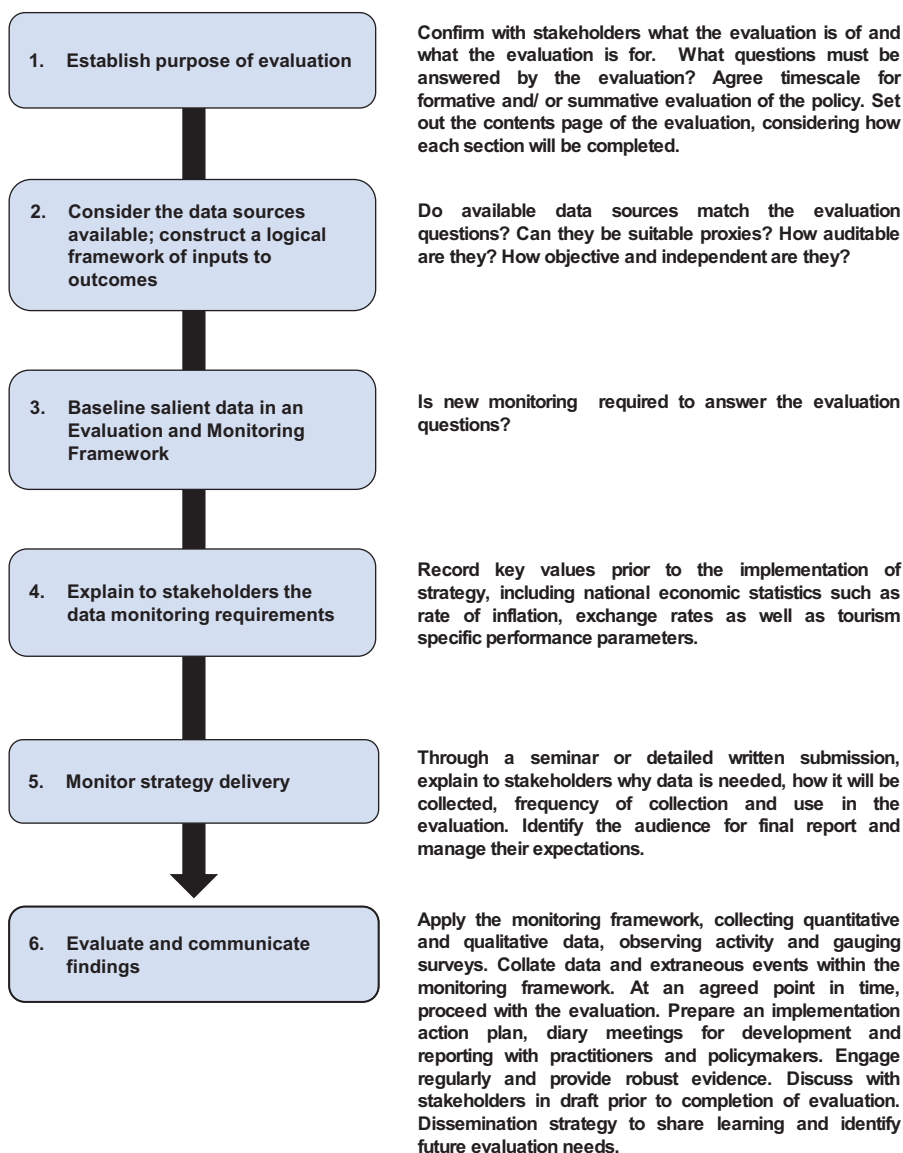 1. Establish purpose of evaluation
Confirm with stakeholders what the evaluation is of and
what the evaluation is for. What questions must be
answered by the evaluation? Agree timescale for
formative and/ or summative evaluation of the policy. Set
out the contents page of the evaluation, considering how
each section will be completed.
2. Consider the data sources
available; construct a logical
framework of inputs to
outcomes
Do available data sources match the evaluation
questions? Can they be suitable proxies? How auditable
are they? How objective and independent are they?
3. Baseline salient data in an
Evaluation and Monitoring
Framework
Is new monitoring required to answer the evaluation
questions?
4. Explain to stakeholders the
data monitoring requirements
Record key values prior to the implementation of
strategy, including national economic statistics such as
rate of inflation, exchange rates as well as tourism
specific performance parameters.
5. Monitor strategy delivery
Through a seminar or detailed written submission,
explain to stakeholders why data is needed, how it will be
collected, frequency of collection and use in the
evaluation. Identify the audience for final report and
manage their expectations.
6. Evaluate and communicate
findings
Apply the monitoring framework, collecting quantitative
and qualitative data, observing activity and gauging
surveys. Collate data and extraneous events within the
monitoring framework. At an agreed point in time,
proceed with the evaluation. Prepare an implementation
action plan, diary meetings for development and
reporting with practitioners and policymakers. Engage
regularly and provide robust evidence. Discuss with
stakeholders in draft prior to completion of evaluation.
Dissemination strategy to share learning and identify
future evaluation needs.